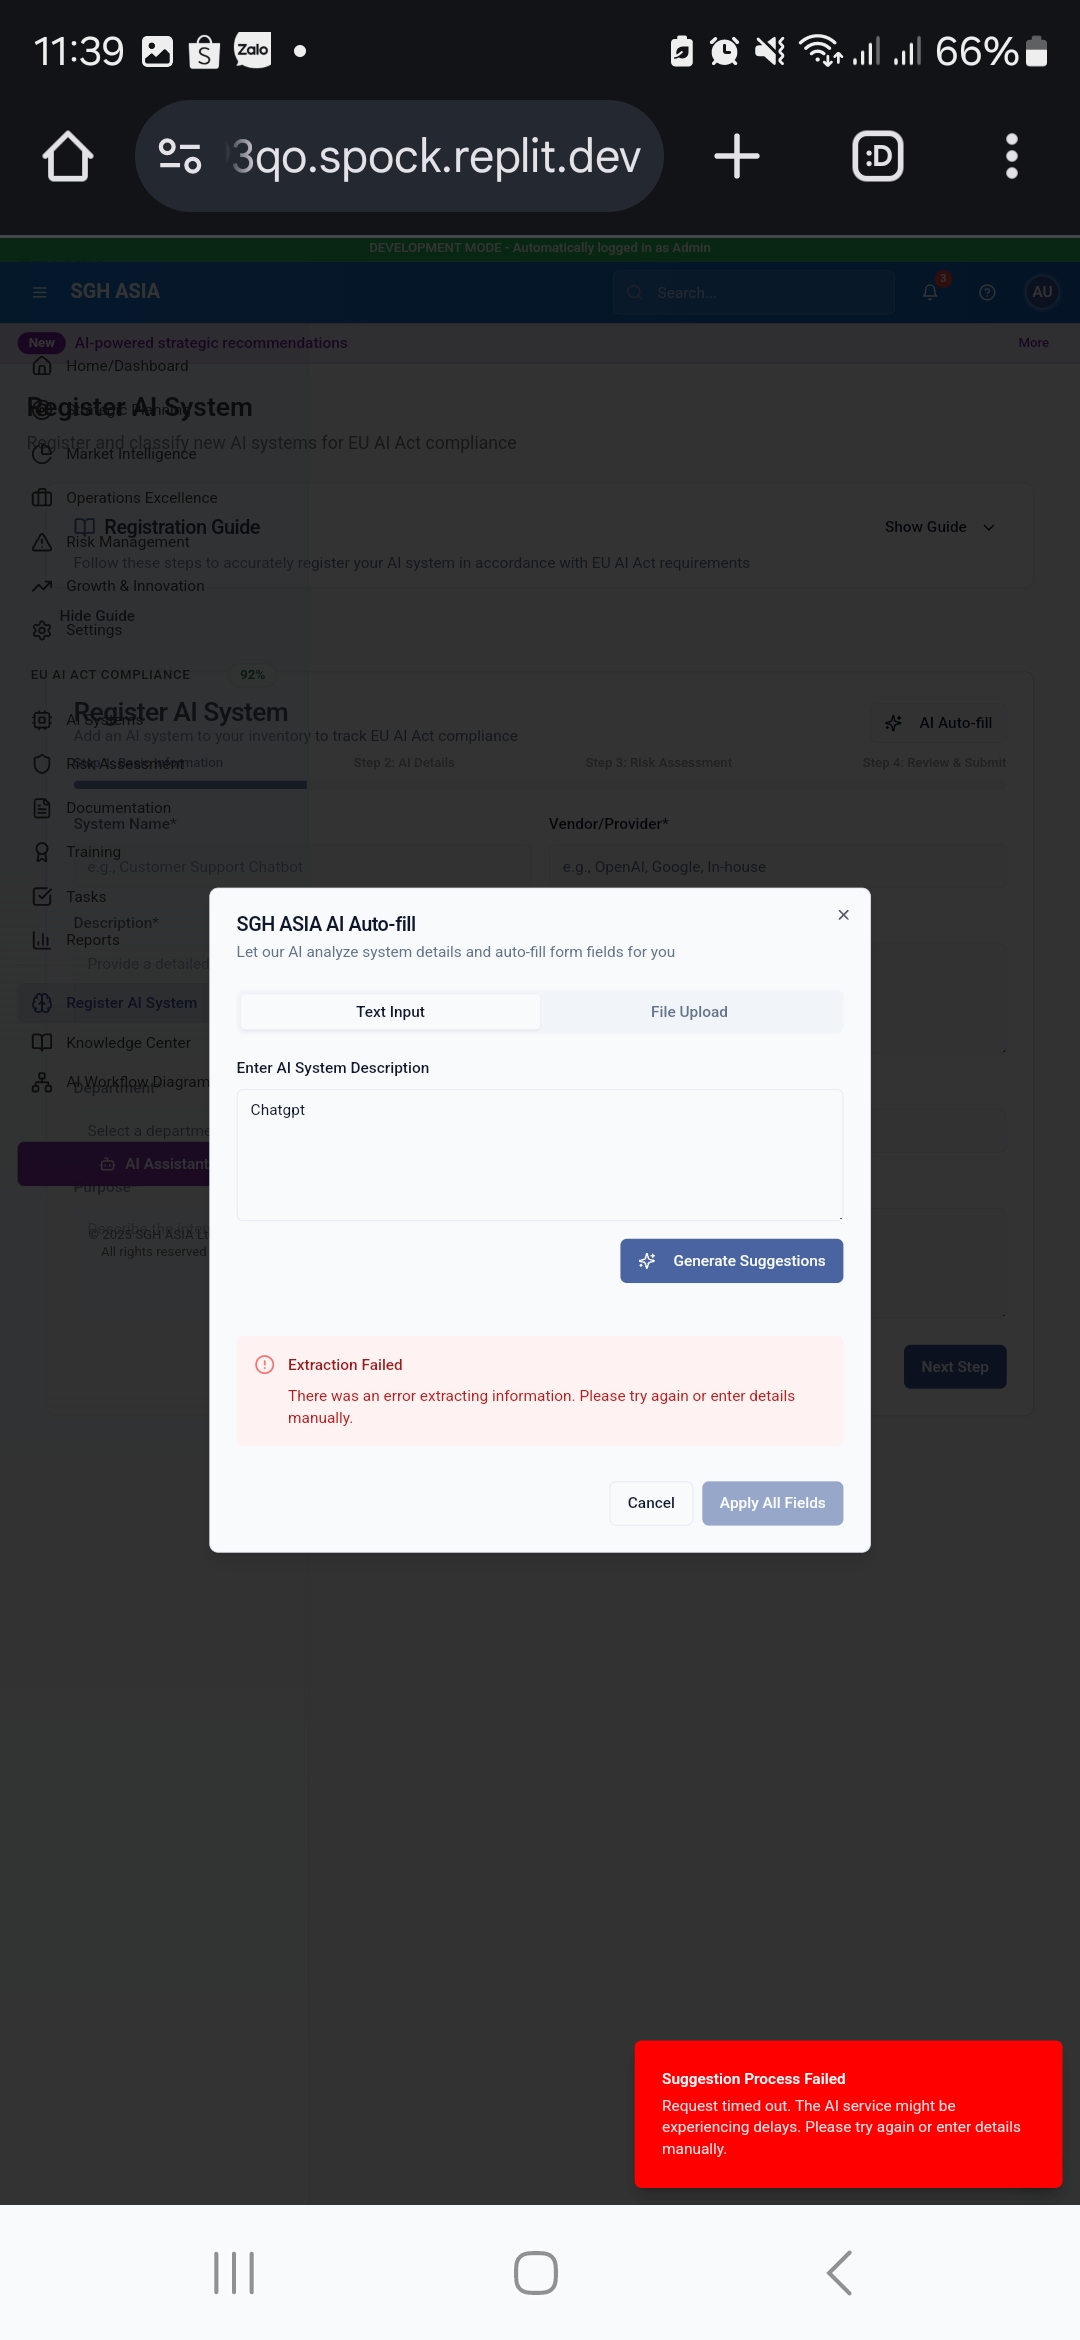 11:39
Zalo
66%
3qo.spock.replit.dev
:D
DEVELOPMENT MODE - Automatically logged in as Admin
SGH ASIA
Search...
3
AU
New
AI-powered strategic recommendations
More
Home/Dashboard
Register AI System
Strategic Planning
Register and classify new AI systems for EU AI Act compliance
Market Intelligence
Operations Excellence
Registration Guide
Show Guide
Risk Management
Follow these steps to accurately register your AI system in accordance with EU AI Act requirements
Growth & Innovation
Hide Guide
Settings
EU AI ACT COMPLIANCE
92%
Register AI System
AI Systems
AI Auto-fill
Add an AI system to your inventory to track EU AI Act compliance
Step 1: Basic Information
Step 2: AI Details
Step 3: Risk Assessment
Step 4: Review & Submit
Risk Assessment
Documentation
System Name*
Vendor/Provider*
Training
e.g., Customer Support Chatbot
e.g., OpenAI, Google, In-house
Tasks
Description*
Reports
Provide a detailed
Register AI System
Knowledge Center
AI Workflow Diagram
Department*
Select a departme
AI Assistant
Purpose*
Describe the inten
© 2025 SGH ASIA Lt
All rights reserved
Next Step
SGH ASIA AI Auto-fill
Let our AI analyze system details and auto-fill form fields for you
Text Input
File Upload
Enter AI System Description
Chatgpt
Generate Suggestions
Extraction Failed
There was an error extracting information. Please try again or enter details
manually.
Cancel
Apply All Fields
Suggestion Process Failed
Request timed out. The AI service might be
experiencing delays. Please try again or enter details
manually.